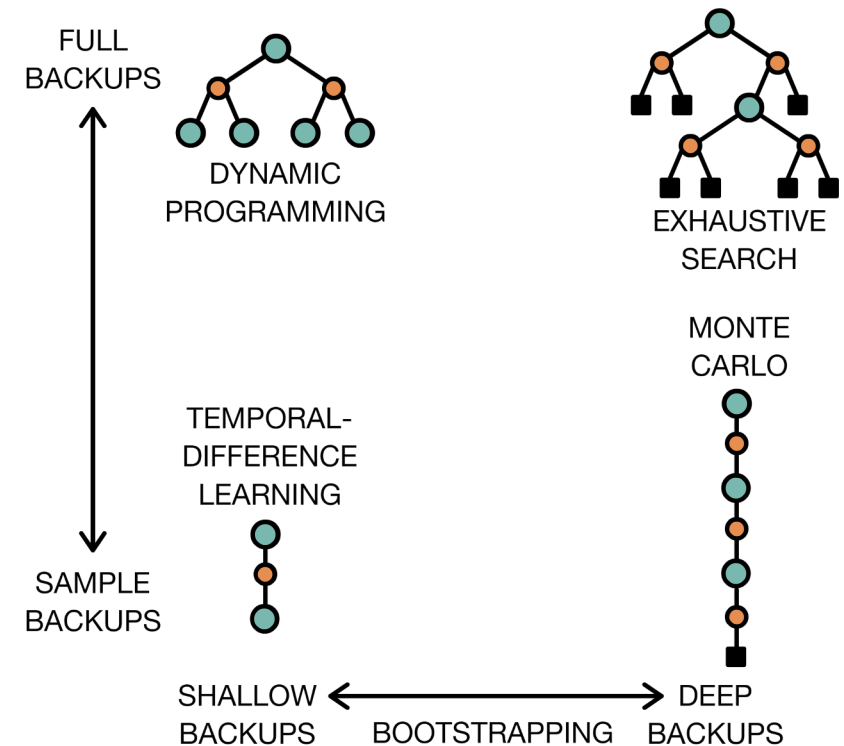 FULL
BACKUPS
DYNAMIC
PROGRAMMING
EXHAUSTIVE
SEARCH
MONTE
CARLO
TEMPORAL-
DIFFERENCE
LEARNING
SAMPLE
BACKUPS
SHALLOW
BACKUPS
BOOTSTRAPPING
DEEP
BACKUPS